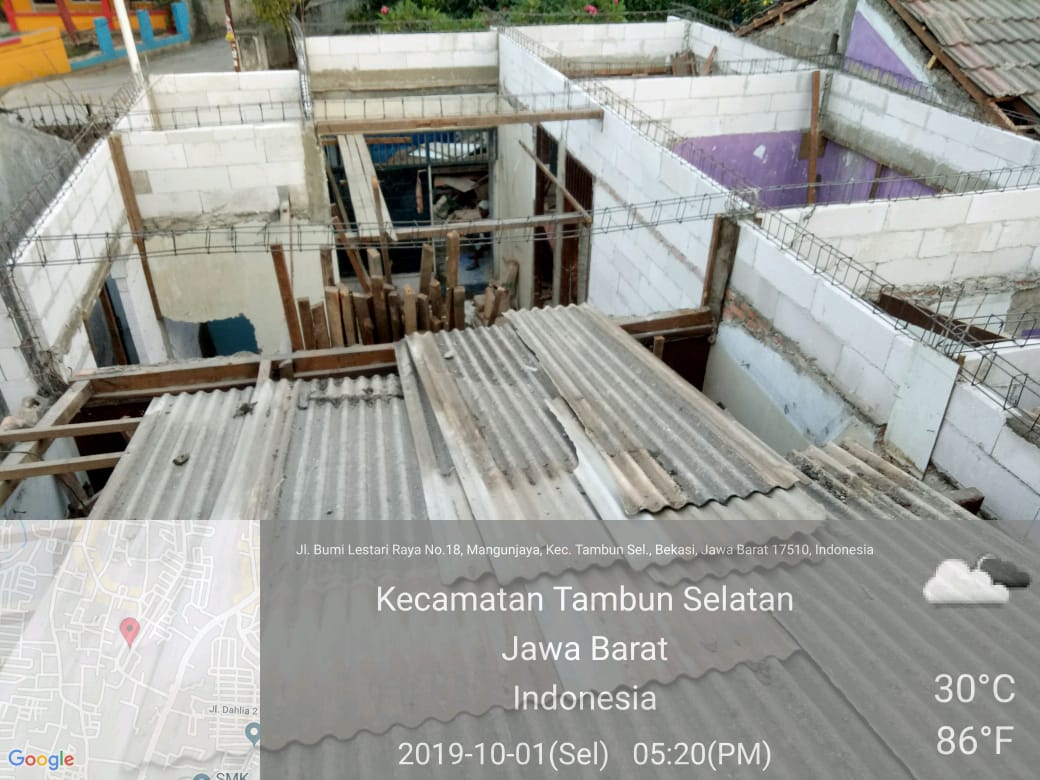 Jl. Bumi Lestari Raya No.18, Mangunjaya, Kec. Tambun Sel., Bekasi, Jawa Barat 17510, Indonesia
Kecamatan Tambun Selatan
Jawa Barat
Indonesia
2019-10-01(Sel) 05:20(PM)
30°C
86°F
Jl. Dahlia 2
Google
SMK